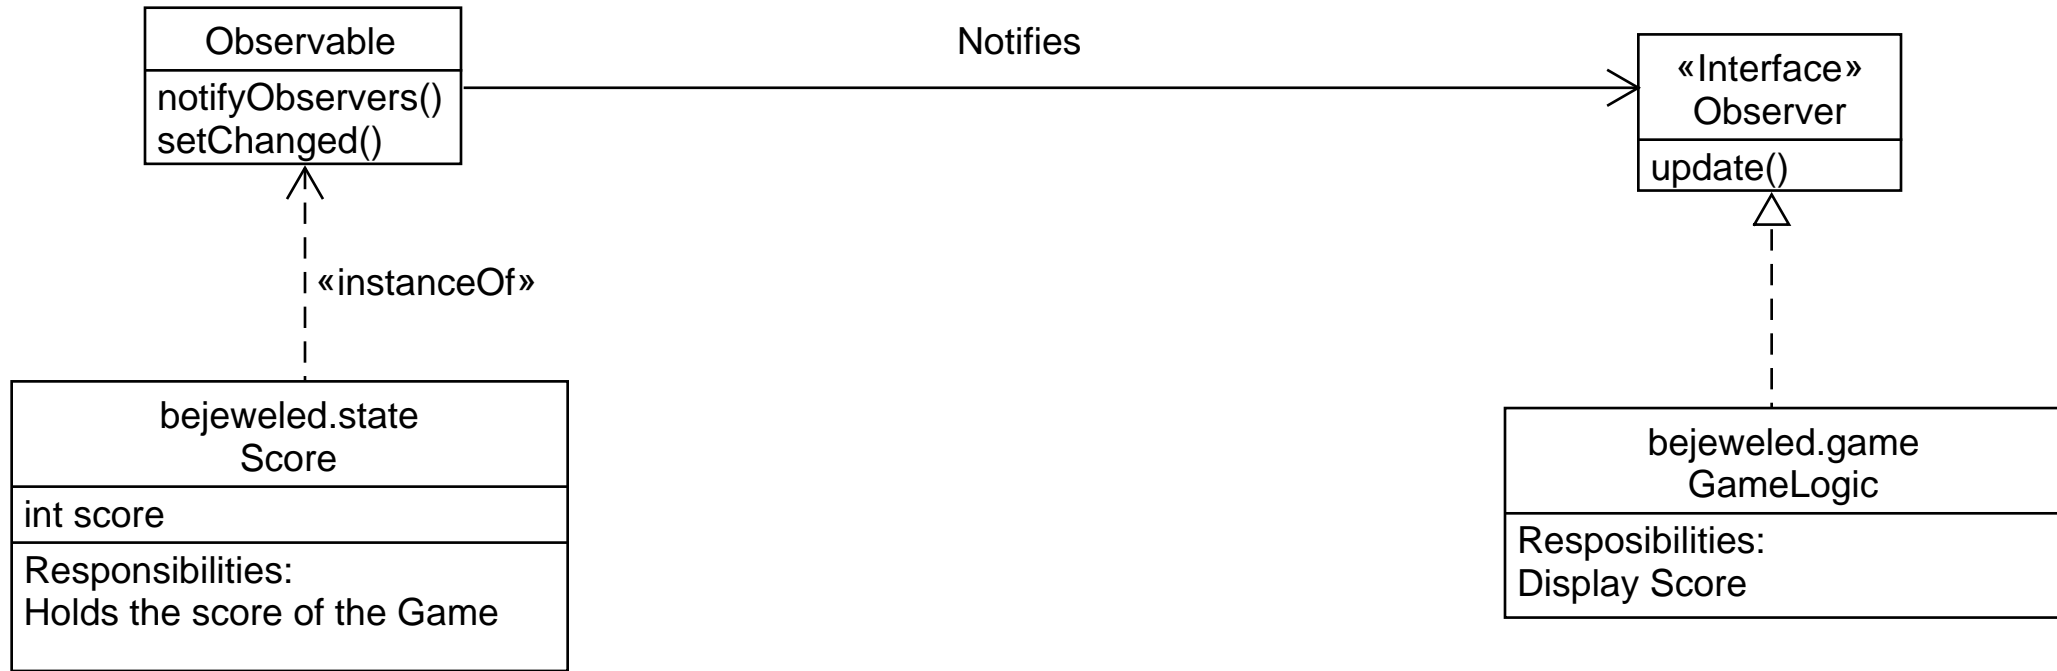 Observable
notifyObservers()
setChanged()
Notifies
«Interface»
Observer
update()
«instanceOf»
bejeweled.state
Score
int score
Responsibilities:
Holds the score of the Game
bejeweled.game
GameLogic
Resposibilities:
Display Score